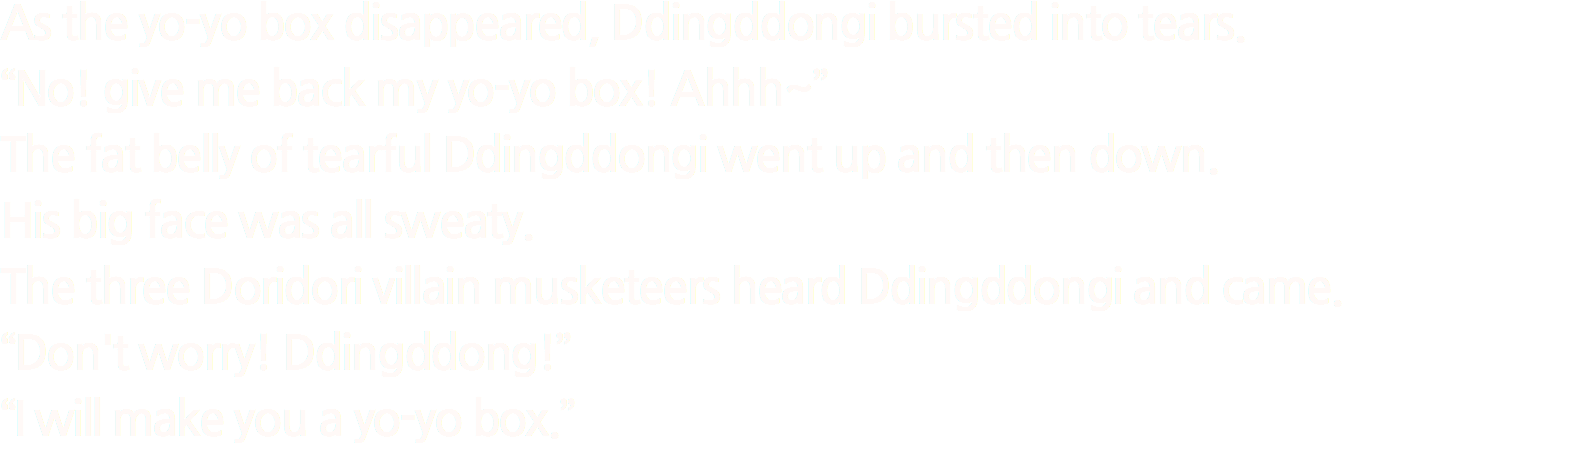 As the yo-yo box disappeared, Ddingddongi bursted into tears.
“No! give me back my yo-yo box! Ahhh~”
The fat belly of tearful Ddingddongi went up and then down.
His big face was all sweaty.
The three Doridori villain musketeers heard Ddingddongi and came.
“Don't worry! Ddingddong!”
“I will make you a yo-yo box.”